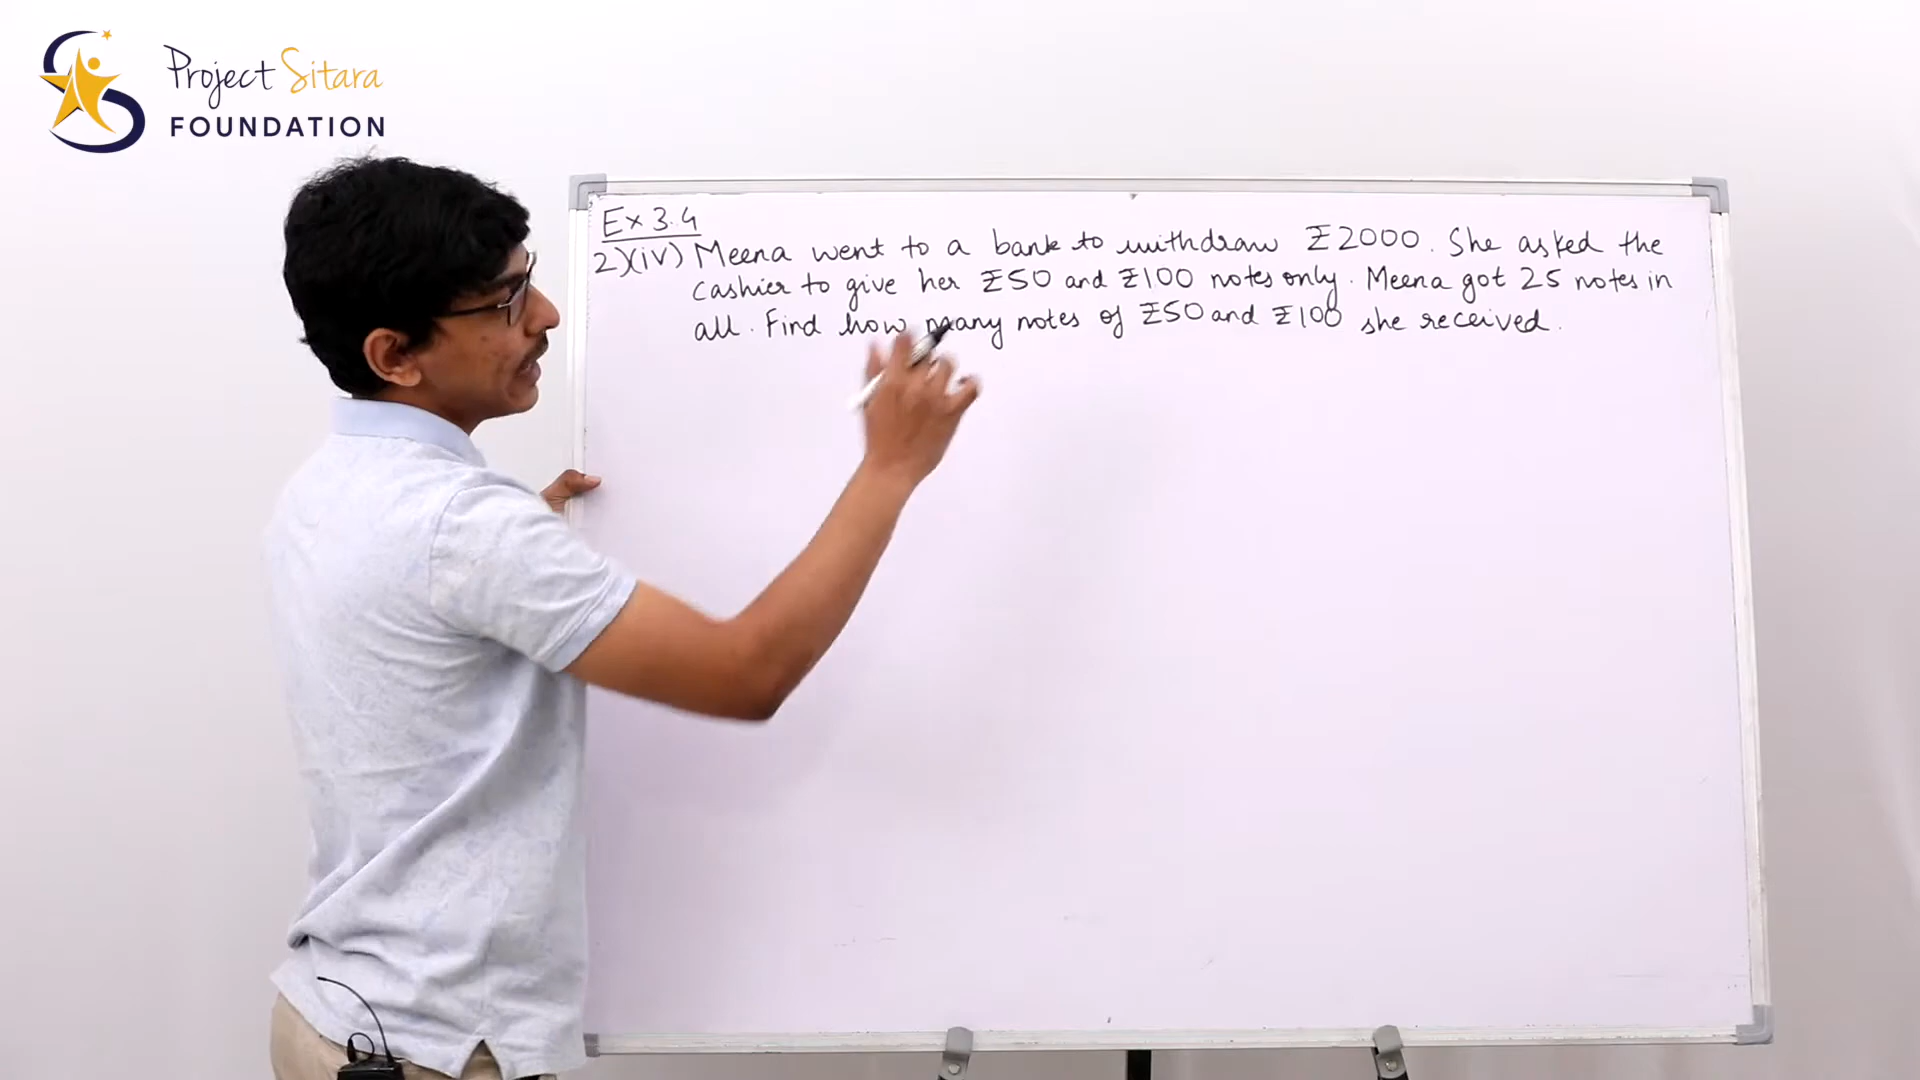 Project Sitara
FOUNDATION
Ex 3.4
2)(iv) Meena went to a bank to withdraw ₹2000. She asked the
cashier to give her ₹50 and ₹100 notes only. Meena got 25 notes in
all. Find how many notes of ₹50 and ₹100 she received.